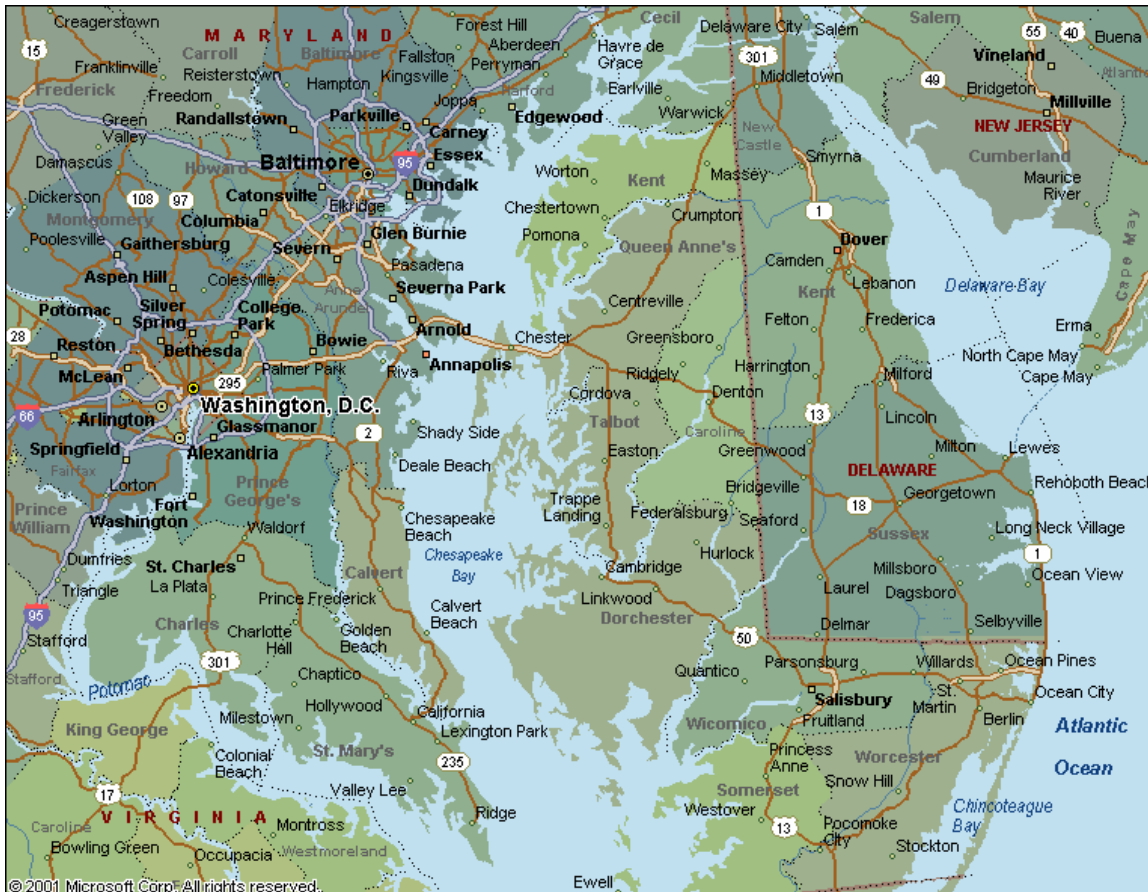 Creagerstown
MARYLAND
Forest Hill
Cecil
Delaware City
Salem
Salem
15
Carroll
Baltimore
Fallston
Aberdeen
Havre de
Grace
301
55
40
Buena
Franklinville
Reisterstown
Hampton
Kingsville
Perryman
Middletown
Vineland
Atlantic
Frederick
Freedom
Joppa
Harford
Earlville
49
Bridgeton
Green
Valley
Randallstown
Parkville
Carney
Edgewood
Warwick
New
Castle
Millville
NEW JERSEY
Damascus
Howard
Baltimore
95
Essex
Smyrna
Cumberland
Dickerson
108
97
Catonsville
Dundalk
Worton
Kent
Massey
Maurice
River
Montgomery
Columbia
Elkridge
Chestertown
Crumpton
1
Poolesville
Gaithersburg
Severn
Glen Burnie
Pomona
Queen Anne's
Dover
Aspen Hill
Colesville
Pasadena
Camden
Cape May
Anne
Arundel
Severna Park
Kent
Lebanon
Delaware Bay
Potomac
Silver
Spring
College
Park
Centreville
28
Reston
Bethesda
Bowie
Arnold
Chester
Greensboro
Felton
Frederica
Erma
McLean
295
Palmer Park
Riva
Annapolis
Ridgely
Harrington
North Cape May
Cape May
Washington, D.C.
Cordova
Denton
Milford
66
Arlington
Glassmanor
2
Shady Side
Talbot
Caroline
13
Lincoln
Springfield
Alexandria
Deale Beach
Easton
Greenwood
Milton
Lewes
Fairfax
DELAWARE
Lorton
Prince
George's
Bridgeville
Georgetown
Rehoboth Beach
Prince
William
Fort
Washington
Trappe
Landing
Federalsburg
18
Waldorf
Chesapeake
Beach
Seaford
Sussex
Long Neck Village
Dumfries
St. Charles
Chesapeake
Bay
Hurlock
1
Triangle
La Plata
Calvert
Cambridge
Millsboro
Ocean View
95
Prince Frederick
Linkwood
Laurel
Dagsboro
Stafford
Charles
Charlotte
Hall
Golden
Beach
Calvert
Beach
Dorchester
Delmar
Selbyville
50
301
Stafford
Potomac
Chaptico
Quantico
Parsonsburg
Willards
Ocean Pines
Hollywood
Salisbury
St.
Martin
Ocean City
King George
Milestown
California
Wicomico
Fruitland
Berlin
Atlantic
Ocean
Lexington Park
Colonial
Beach
St. Mary's
235
Princess
Anne
Worcester
17
Valley Lee
Somerset
Snow Hill
VIRGINIA
Ridge
Westover
13
Chincoteague
Bay
Caroline
Montross
Pocomoke
City
Bowling Green
Occupacia
Westmoreland
Stockton
Ewell
© 2001 Microsoft Corp. All rights reserved.